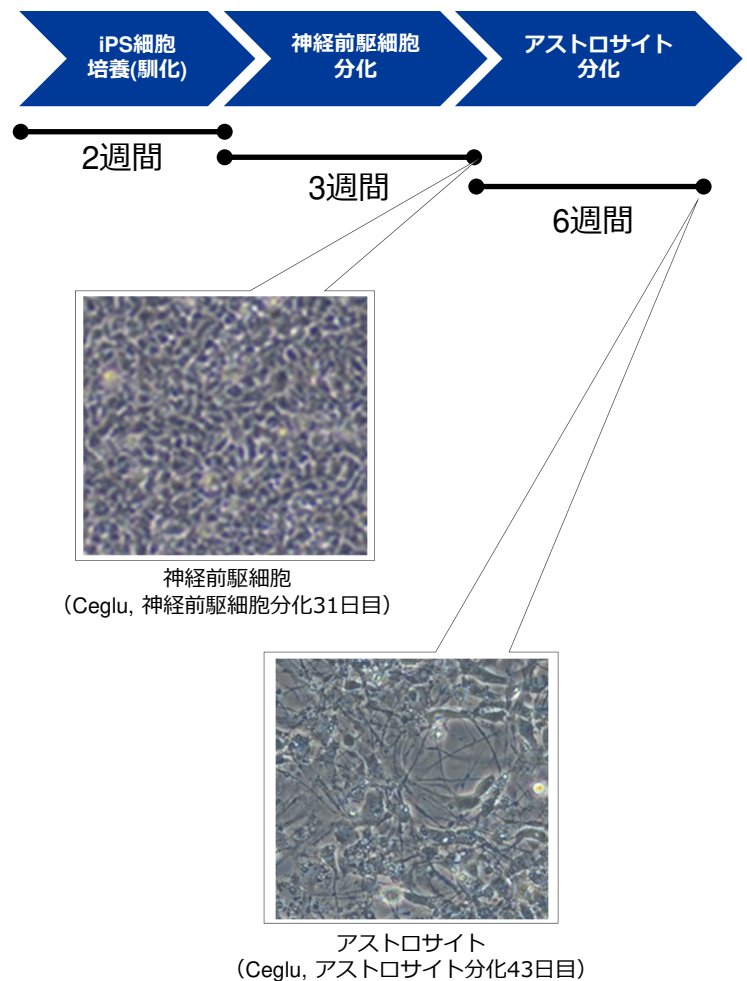 iPS細胞
培養(馴化)
神経前駆細胞
分化
アストロサイト
分化
2週間
3週間
6週間
神経前駆細胞
（Ceglu, 神経前駆細胞分化31日目）
アストロサイト
（Ceglu, アストロサイト分化43日目）